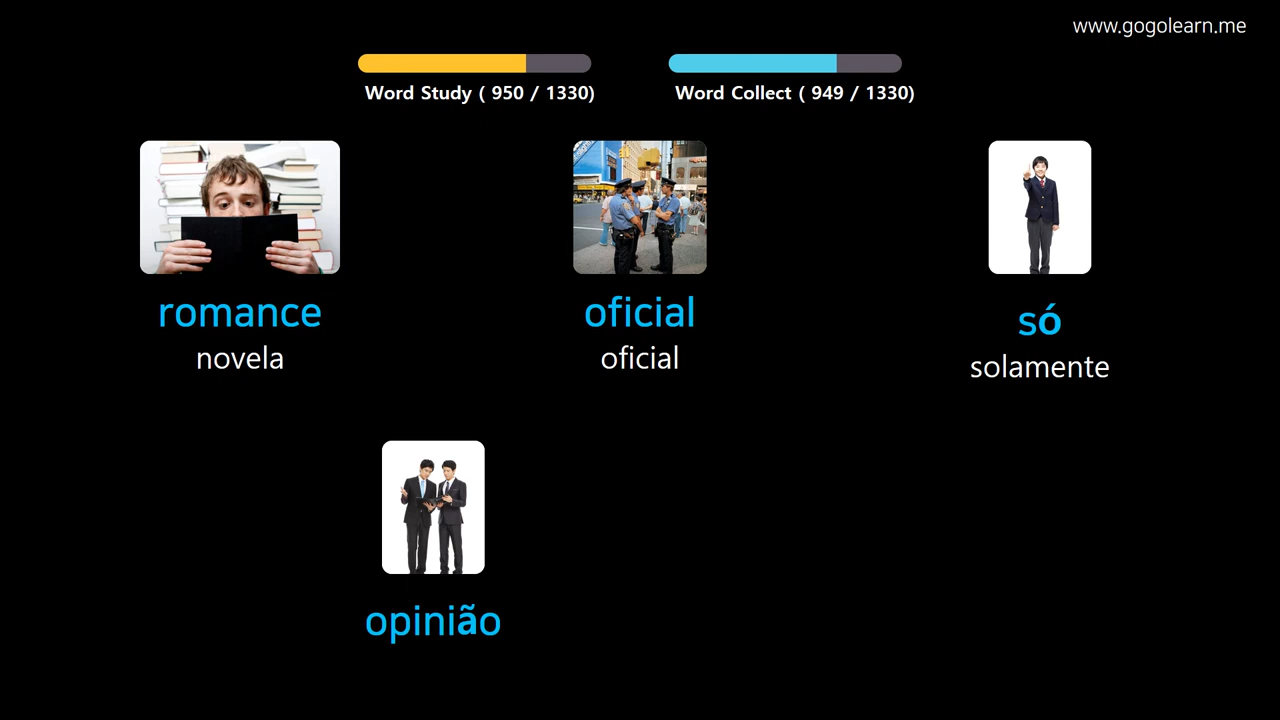 www.gogolearn.me
Word Study ( 950 / 1330)
Word Collect ( 949 / 1330)
romance
novela
oficial
oficial
só
solamente
opinião